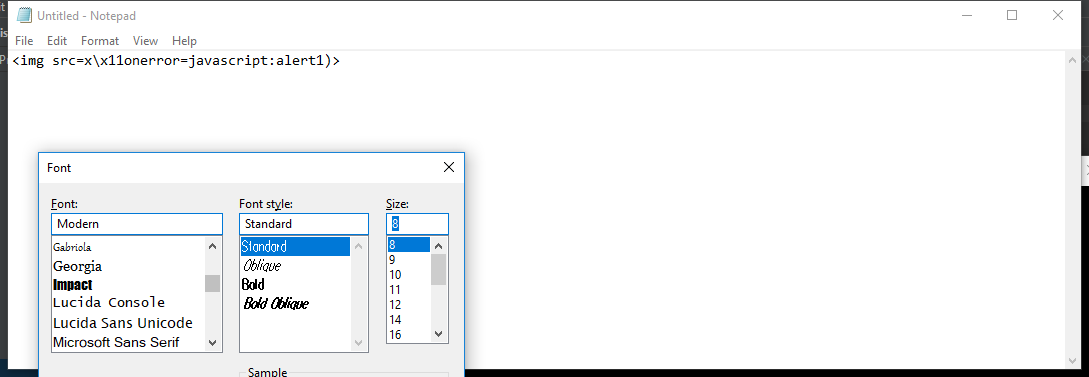 Untitled - Notepad
File Edit Format View Help
<img src=x\x11onerror=javascript:alert1)>
Font
Font: Font style: Size:
Modern Standard 8
Gabriola Standard 8
Georgia Oblique 9
Impact Bold 10
Lucida Console Bold Oblique 11
Lucida Sans Unicode 12
Microsoft Sans Serif 14
16
Sample